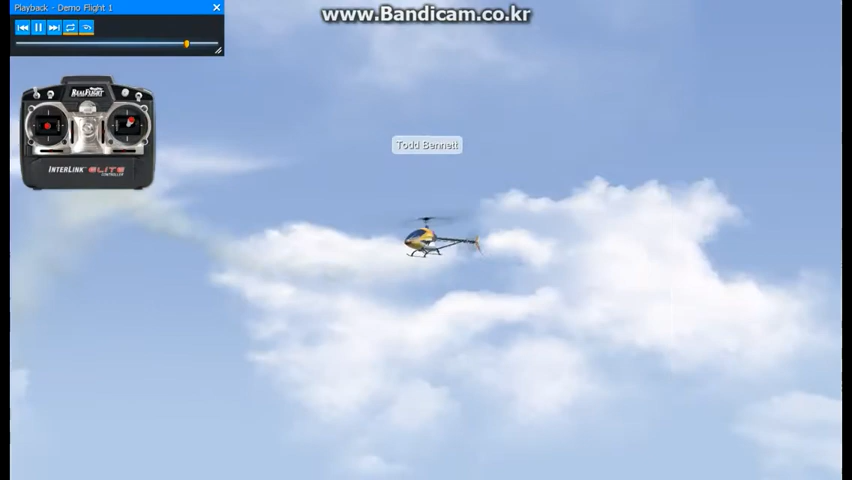 Playback - Demo Flight 1
www.Bandicam.co.kr
REALFLIGHT
INTERLINK ELITE
CONTROLLER
Todd Bennett